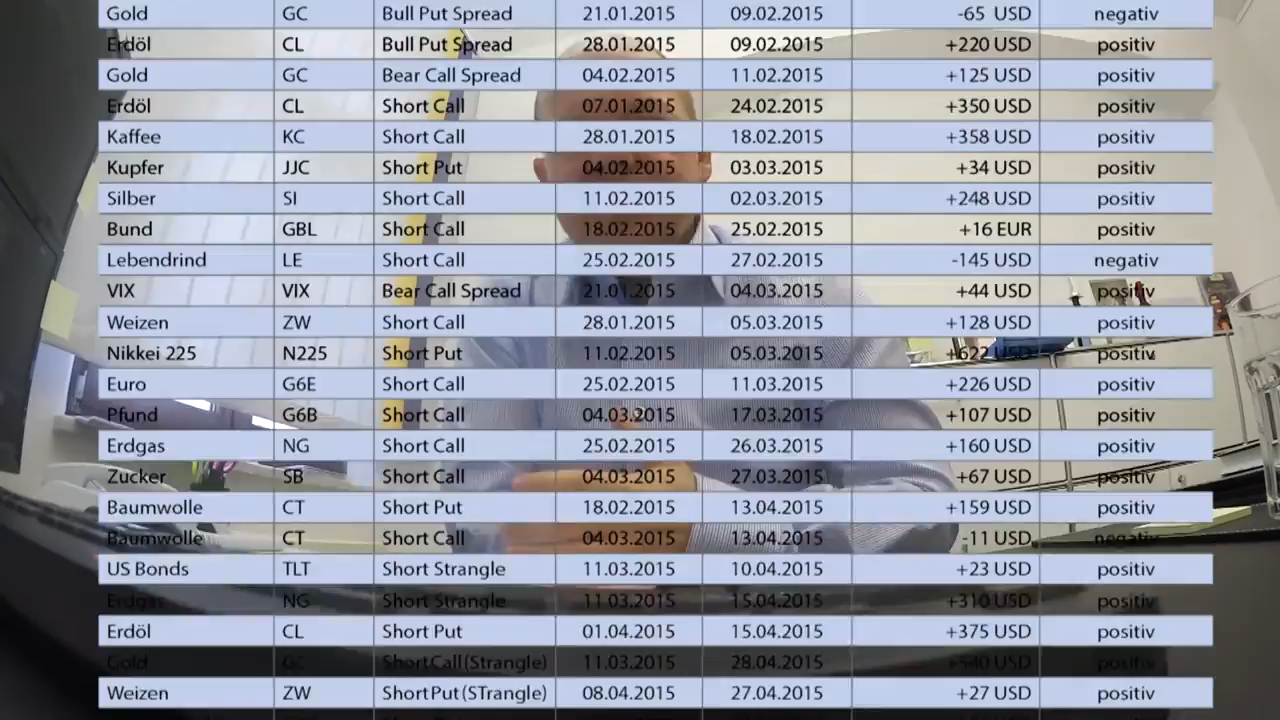 Gold GC Bull Put Spread 21.01.2015 09.02.2015 -65 USD negativ
Erdöl CL Bull Put Spread 28.01.2015 09.02.2015 +220 USD positiv
Gold GC Bear Call Spread 04.02.2015 11.02.2015 +125 USD positiv
Erdöl CL Short Call 07.01.2015 24.02.2015 +350 USD positiv
Kaffee KC Short Call 28.01.2015 18.02.2015 +358 USD positiv
Kupfer JJC Short Put 04.02.2015 03.03.2015 +34 USD positiv
Silber SI Short Call 11.02.2015 02.03.2015 +248 USD positiv
Bund GBL Short Call 18.02.2015 25.02.2015 +16 EUR positiv
Lebendrind LE Short Call 25.02.2015 27.02.2015 -145 USD negativ
VIX VIX Bear Call Spread 21.01.2015 04.03.2015 +44 USD positiv
Weizen ZW Short Call 28.01.2015 05.03.2015 +128 USD positiv
Nikkei 225 N225 Short Put 11.02.2015 05.03.2015 +622 USD positiv
Euro G6E Short Call 25.02.2015 11.03.2015 +226 USD positiv
Pfund G6B Short Call 04.03.2015 17.03.2015 +107 USD positiv
Erdgas NG Short Call 25.02.2015 26.03.2015 +160 USD positiv
Zucker SB Short Call 04.03.2015 27.03.2015 +67 USD positiv
Baumwolle CT Short Put 18.02.2015 13.04.2015 +159 USD positiv
Baumwolle CT Short Call 04.03.2015 13.04.2015 -11 USD negativ
US Bonds TLT Short Strangle 11.03.2015 10.04.2015 +23 USD positiv
Erdgas NG Short Strangle 11.03.2015 15.04.2015 +310 USD positiv
Erdöl CL Short Put 01.04.2015 15.04.2015 +375 USD positiv
Gold GC Short Call (Strangle) 11.03.2015 28.04.2015 +540 USD positiv
Weizen ZW Short Put (STrangle) 08.04.2015 27.04.2015 +27 USD positiv